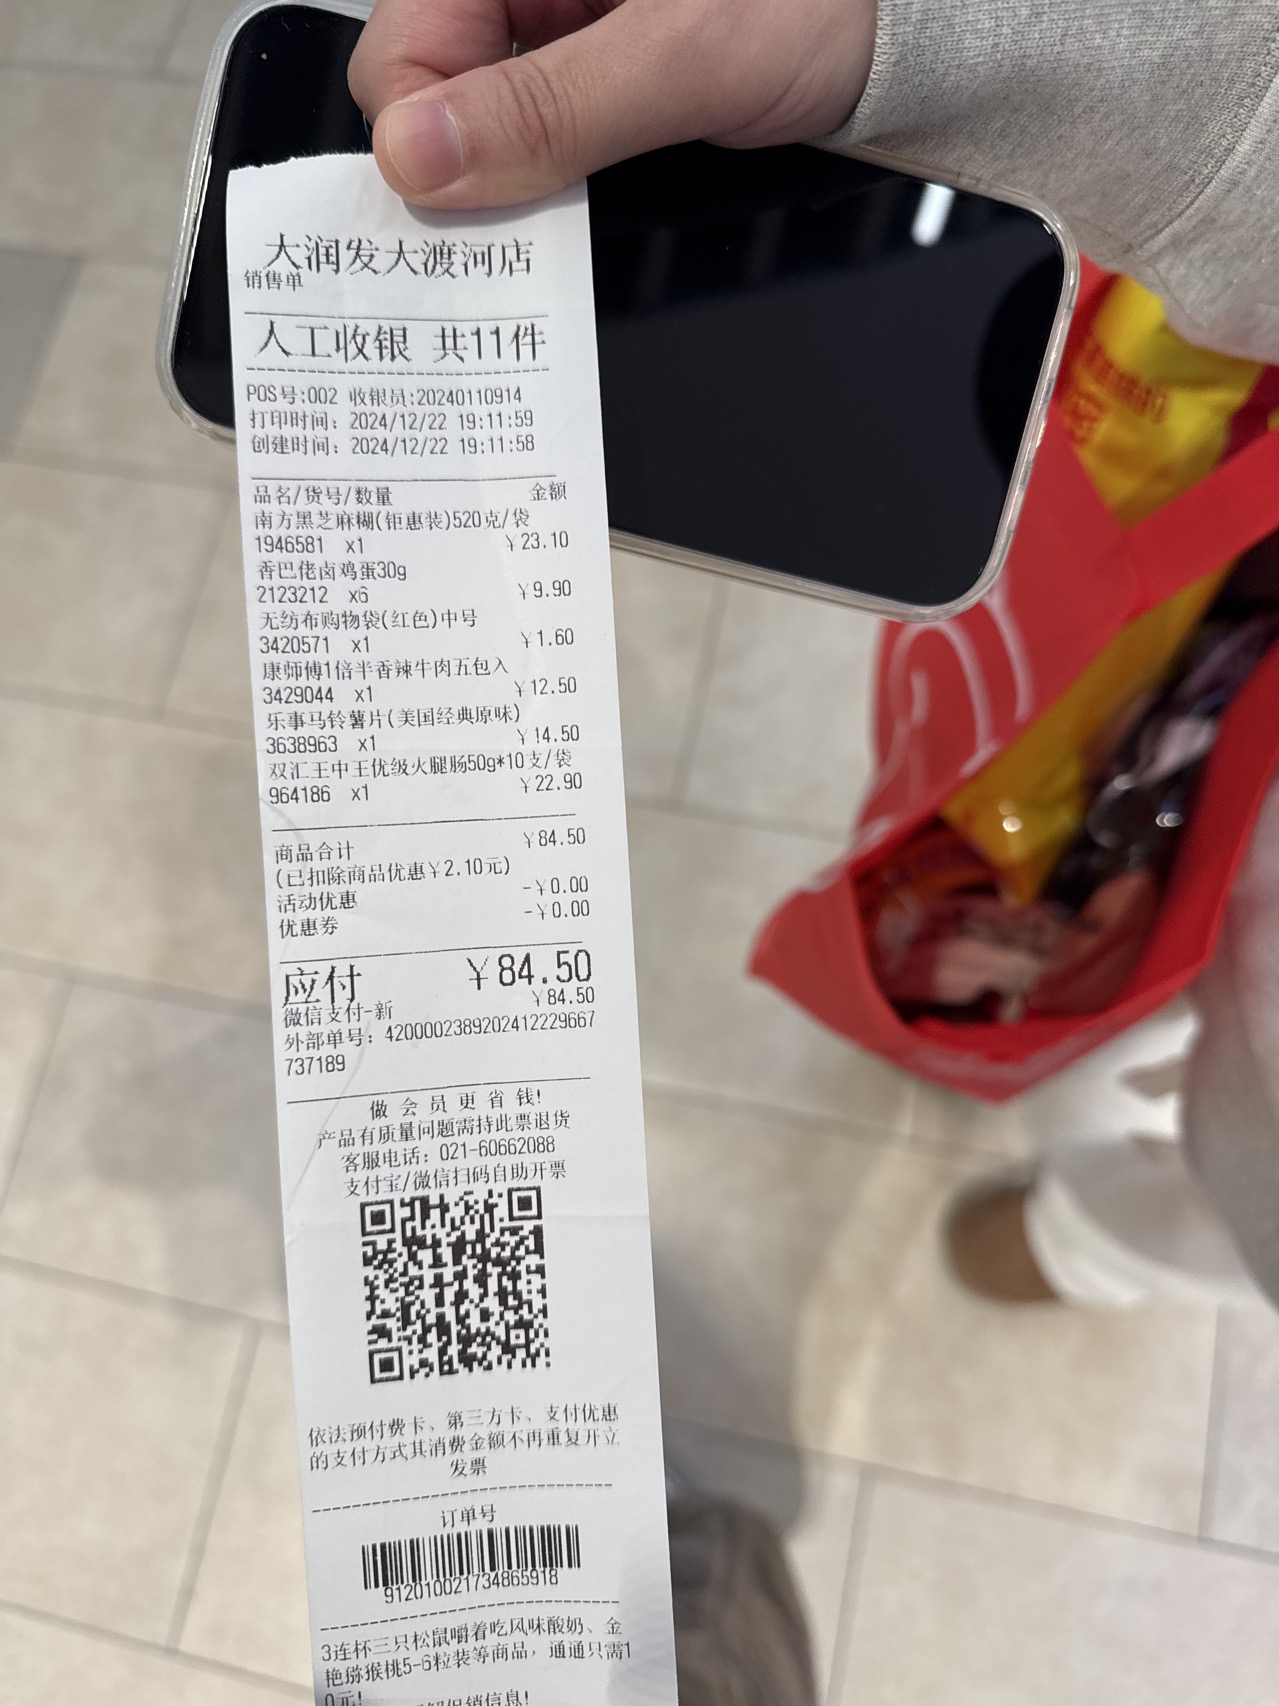 大润发大渡河店
销售单
人工收银 共11件
POS号:002 收银员:20240110914
打印时间: 2024/12/22 19:11:59
创建时间: 2024/12/22 19:11:58
品名/货号/数量 金额
南方黑芝麻糊(钜惠装)520克/袋
1946581 x1 ¥23.10
香巴佬卤鸡蛋30g
2123212 x6 ¥9.90
无纺布购物袋(红色)中号
3420571 x1 ¥1.60
康师傅1倍半香辣牛肉五包入
3429044 x1 ¥12.50
乐事马铃薯片(美国经典原味)
3638963 x1 ¥14.50
双汇王中王优级火腿肠50g*10支/袋
964186 x1 ¥22.90
商品合计 ¥84.50
(已扣除商品优惠¥2.10元)
活动优惠 -¥0.00
优惠券 -¥0.00
应付 ¥84.50
微信支付-新 ¥84.50
外部单号: 4200002389202412229667
737189
做会员更省钱!
产品有质量问题需持此票退货
客服电话: 021-60662088
支付宝/微信扫码自助开票
依法预付费卡、第三方卡、支付优惠
的支付方式其消费金额不再重复开立
发票
订单号
912010021734865918
3连杯三只松鼠嚼着吃风味酸奶、金
艳猕猴桃5-6粒装等商品，通通只需1
0元!
促销信息!